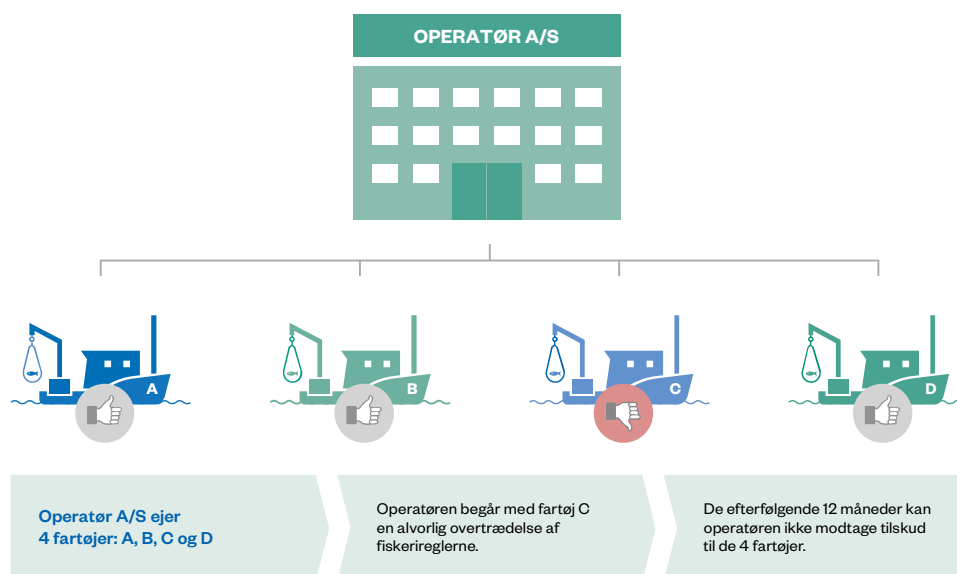 OPERATØR A/S
A
B
C
D
Operatør A/S ejer
4 fartøjer: A, B, C og D
Operatøren begår med fartøj C
en alvorlig overtrædelse af
fiskerireglerne.
De efterfølgende 12 måneder kan
operatøren ikke modtage tilskud
til de 4 fartøjer.